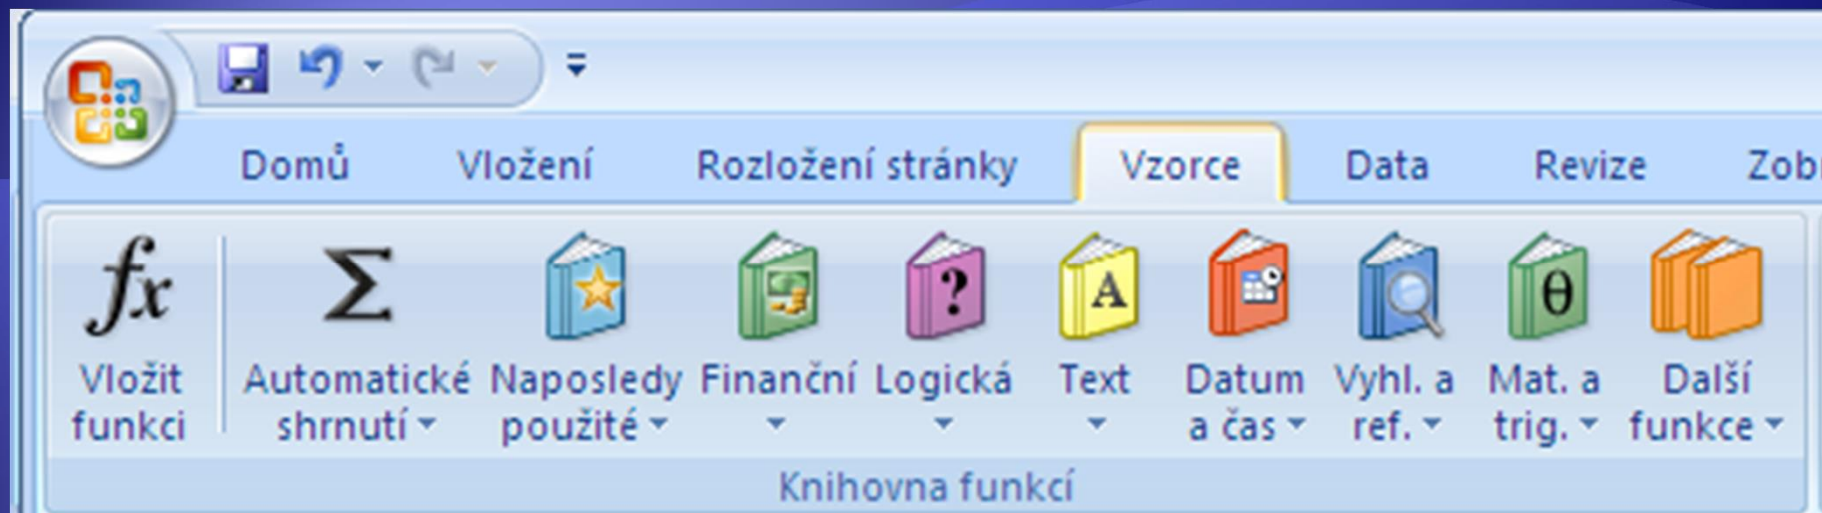 Domů Vložení Rozložení stránky Vzorce Data Revize
fx Σ ? A θ
Vložit Automatické Naposledy Finanční Logická Text Datum Vyhl. a Mat. a Další
funkci shrnutí použité a čas ref. trig. funkce
Knihovna funkcí